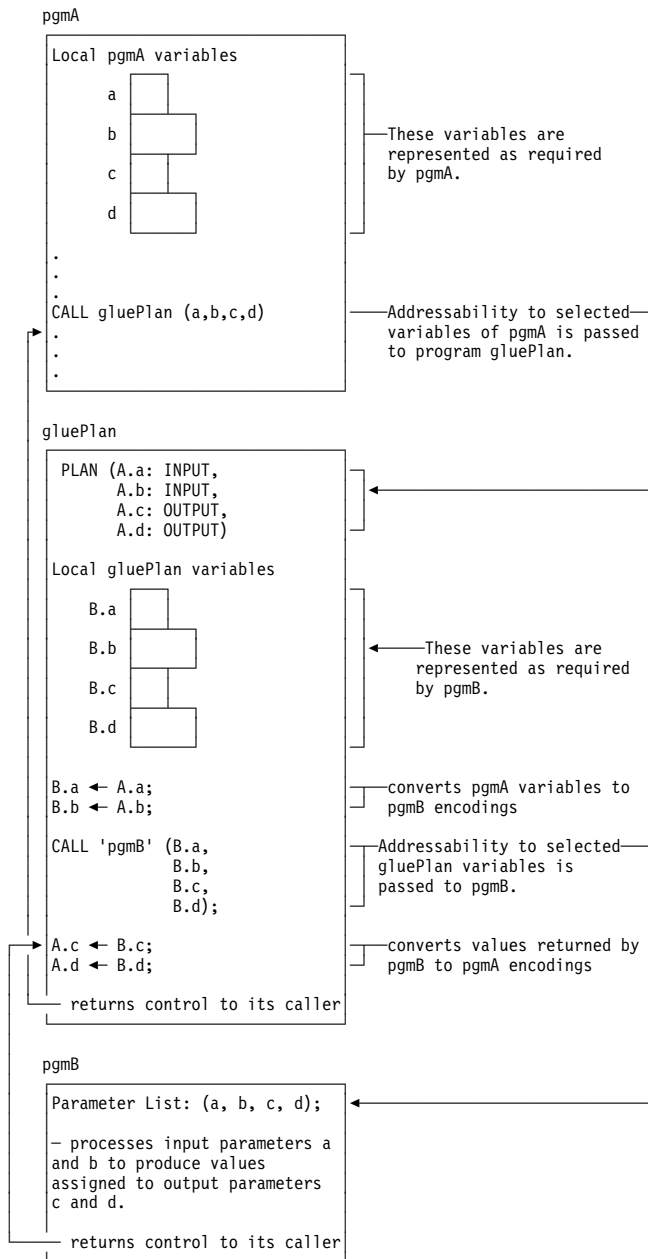 pgmA
Local pgmA variables
a
b
c
d
These variables are
represented as required
by pgmA.
.
.
.
CALL gluePlan (a,b,c,d)
.
.
.
Addressability to selected
variables of pgmA is passed
to program gluePlan.
gluePlan
PLAN (A.a: INPUT,
A.b: INPUT,
A.c: OUTPUT,
A.d: OUTPUT)
Local gluePlan variables
B.a
B.b
B.c
B.d
These variables are
represented as required
by pgmB.
B.a ← A.a;
B.b ← A.b;
converts pgmA variables to
pgmB encodings
CALL 'pgmB' (B.a,
B.b,
B.c,
B.d);
Addressability to selected
gluePlan variables is
passed to pgmB.
A.c ← B.c;
A.d ← B.d;
converts values returned by
pgmB to pgmA encodings
returns control to its caller
pgmB
Parameter List: (a, b, c, d);
— processes input parameters a
and b to produce values
assigned to output parameters
c and d.
returns control to its caller